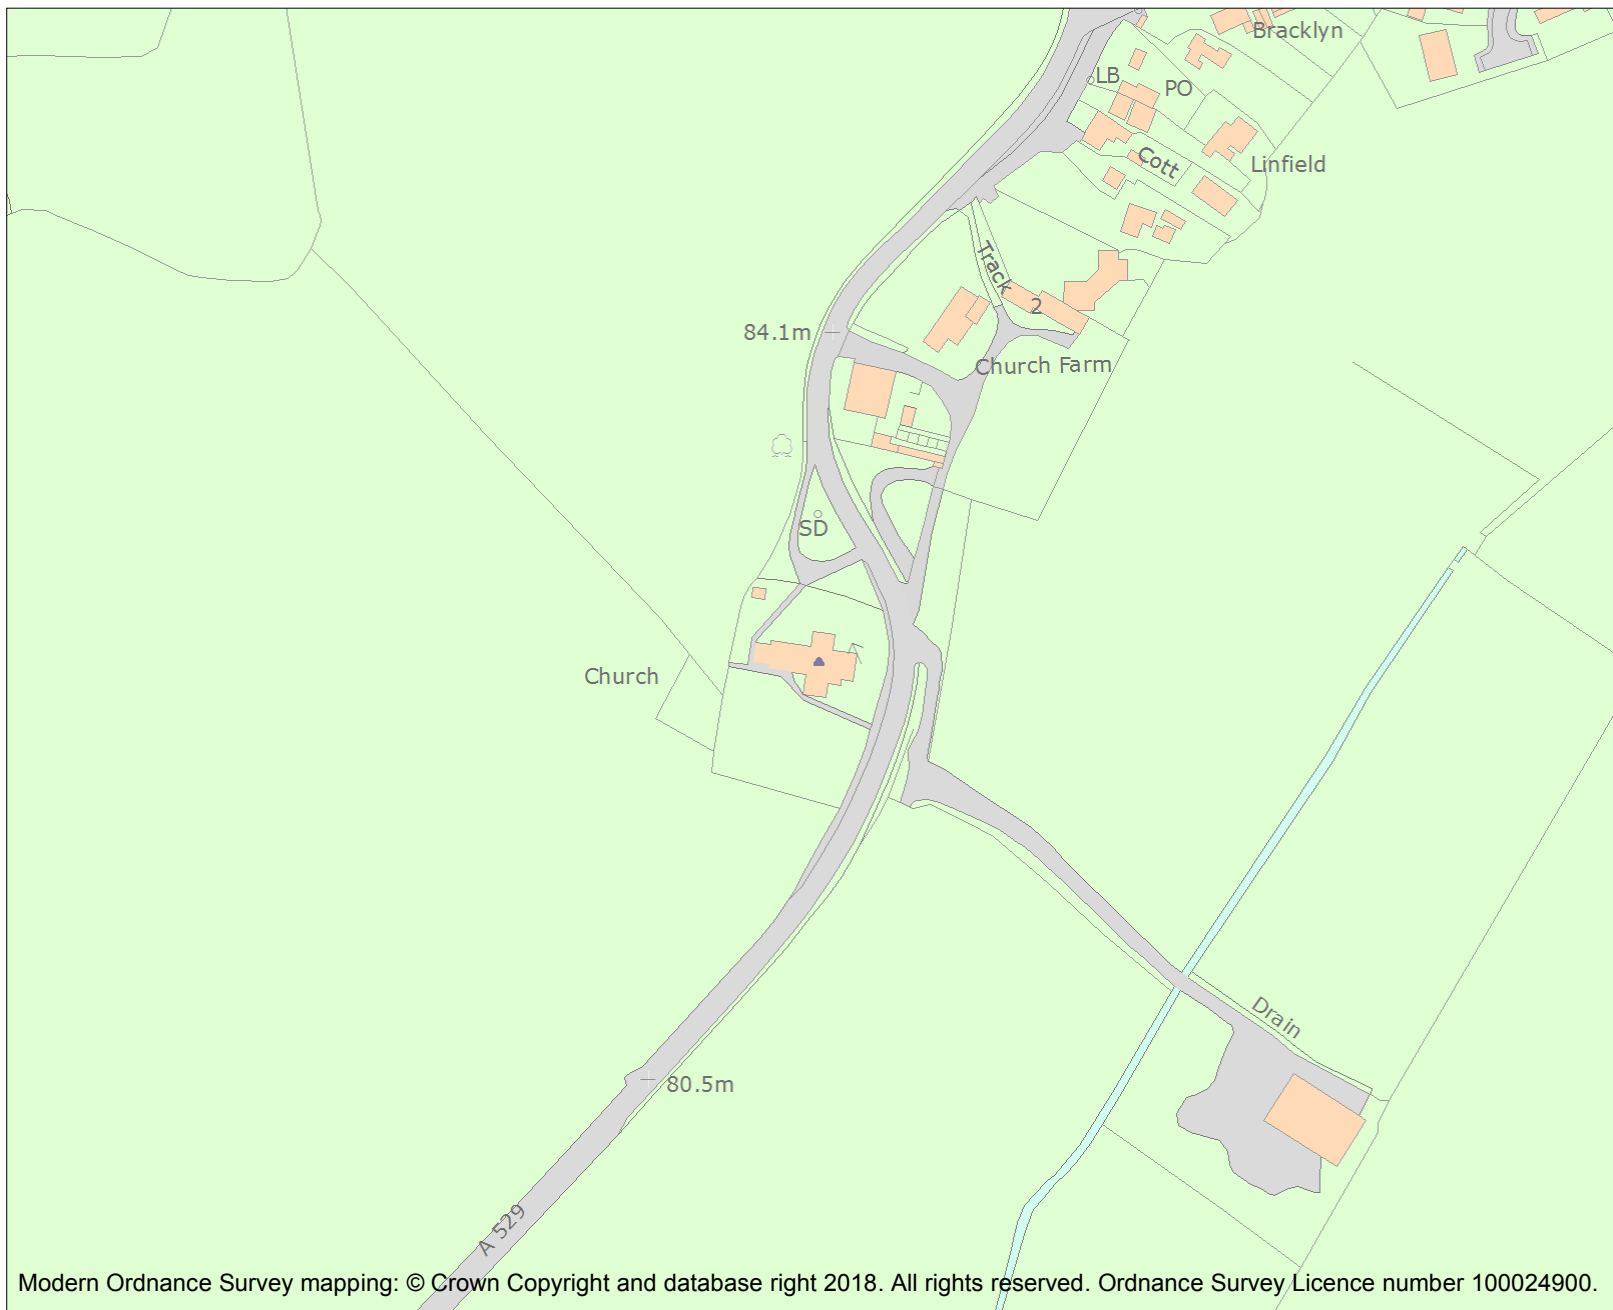 Bracklyn
LB
PO
Cott
Linfield
Track
2
84.1m
Church Farm
SD
Church
Drain
80.5m
A 529
Modern Ordnance Survey mapping: © Crown Copyright and database right 2018. All rights reserved. Ordnance Survey Licence number 100024900.